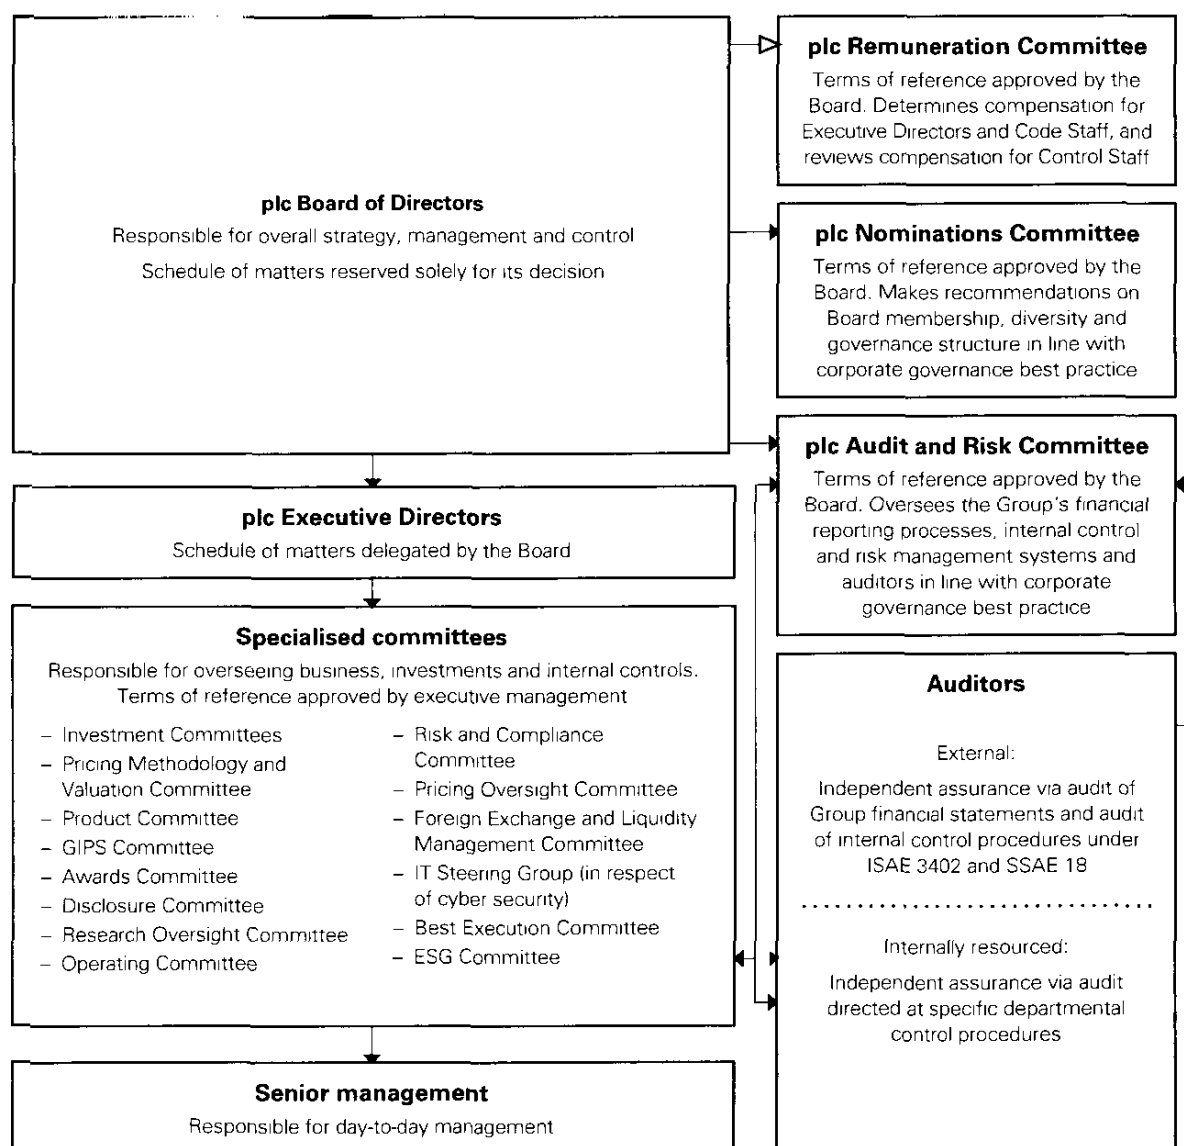 plc Board of Directors
Responsible for overall strategy, management and control
Schedule of matters reserved solely for its decision
plc Remuneration Committee
Terms of reference approved by the
Board. Determines compensation for
Executive Directors and Code Staff, and
reviews compensation for Control Staff
plc Nominations Committee
Terms of reference approved by the
Board. Makes recommendations on
Board membership, diversity and
governance structure in line with
corporate governance best practice
plc Audit and Risk Committee
Terms of reference approved by the
Board. Oversees the Group's financial
reporting processes, internal control
and risk management systems and
auditors in line with corporate
governance best practice
plc Executive Directors
Schedule of matters delegated by the Board
Specialised committees
Responsible for overseeing business, investments and internal controls.
Terms of reference approved by executive management
– Investment Committees
– Pricing Methodology and
Valuation Committee
– Product Committee
– GIPS Committee
– Awards Committee
– Disclosure Committee
– Research Oversight Committee
– Operating Committee
– Risk and Compliance
Committee
– Pricing Oversight Committee
– Foreign Exchange and Liquidity
Management Committee
– IT Steering Group (in respect
of cyber security)
– Best Execution Committee
– ESG Committee
Auditors
External:
Independent assurance via audit of
Group financial statements and audit
of internal control procedures under
ISAE 3402 and SSAE 18
Internally resourced:
Independent assurance via audit
directed at specific departmental
control procedures
Senior management
Responsible for day-to-day management